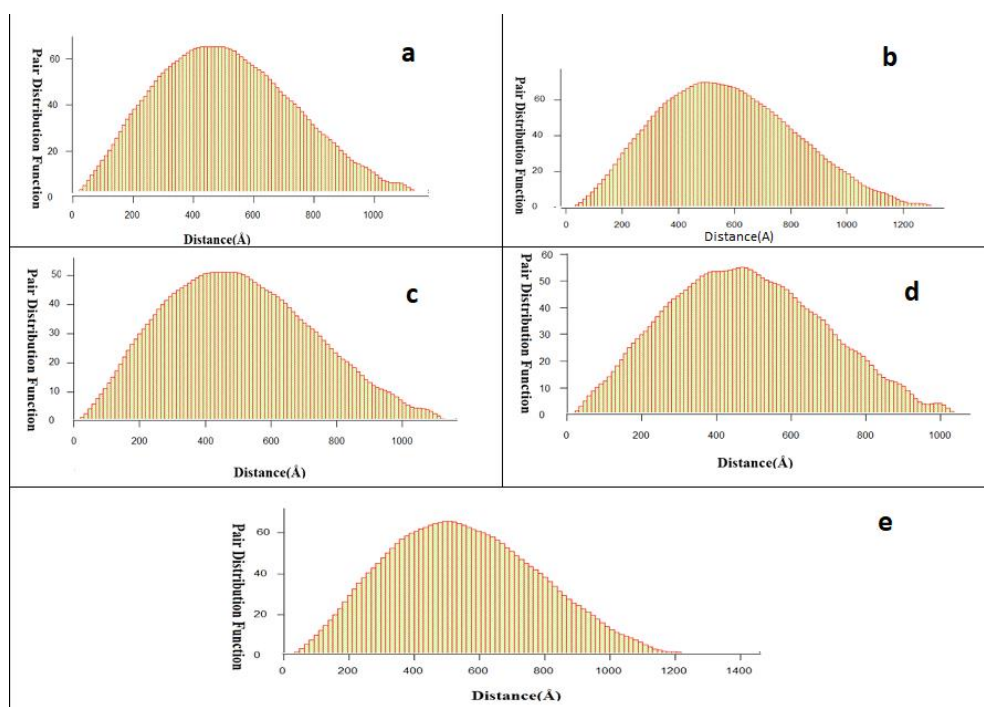 a
Pair Distribution Function
60
40
20
0
0 200 400 600 800 1000
Distance(Å)
b
Pair Distribution Function
60
40
20
0
0 200 400 600 800 1000 1200
Distance(A)
c
Pair Distribution Function
50
40
30
20
10
0
0 200 400 600 800 1000
Distance(Å)
d
Pair Distribution Function
60
50
40
30
20
10
0
0 200 400 600 800 1000
Distance(Å)
e
Pair Distribution Function
60
40
20
0
0 200 400 600 800 1000 1200 1400
Distance(Å)